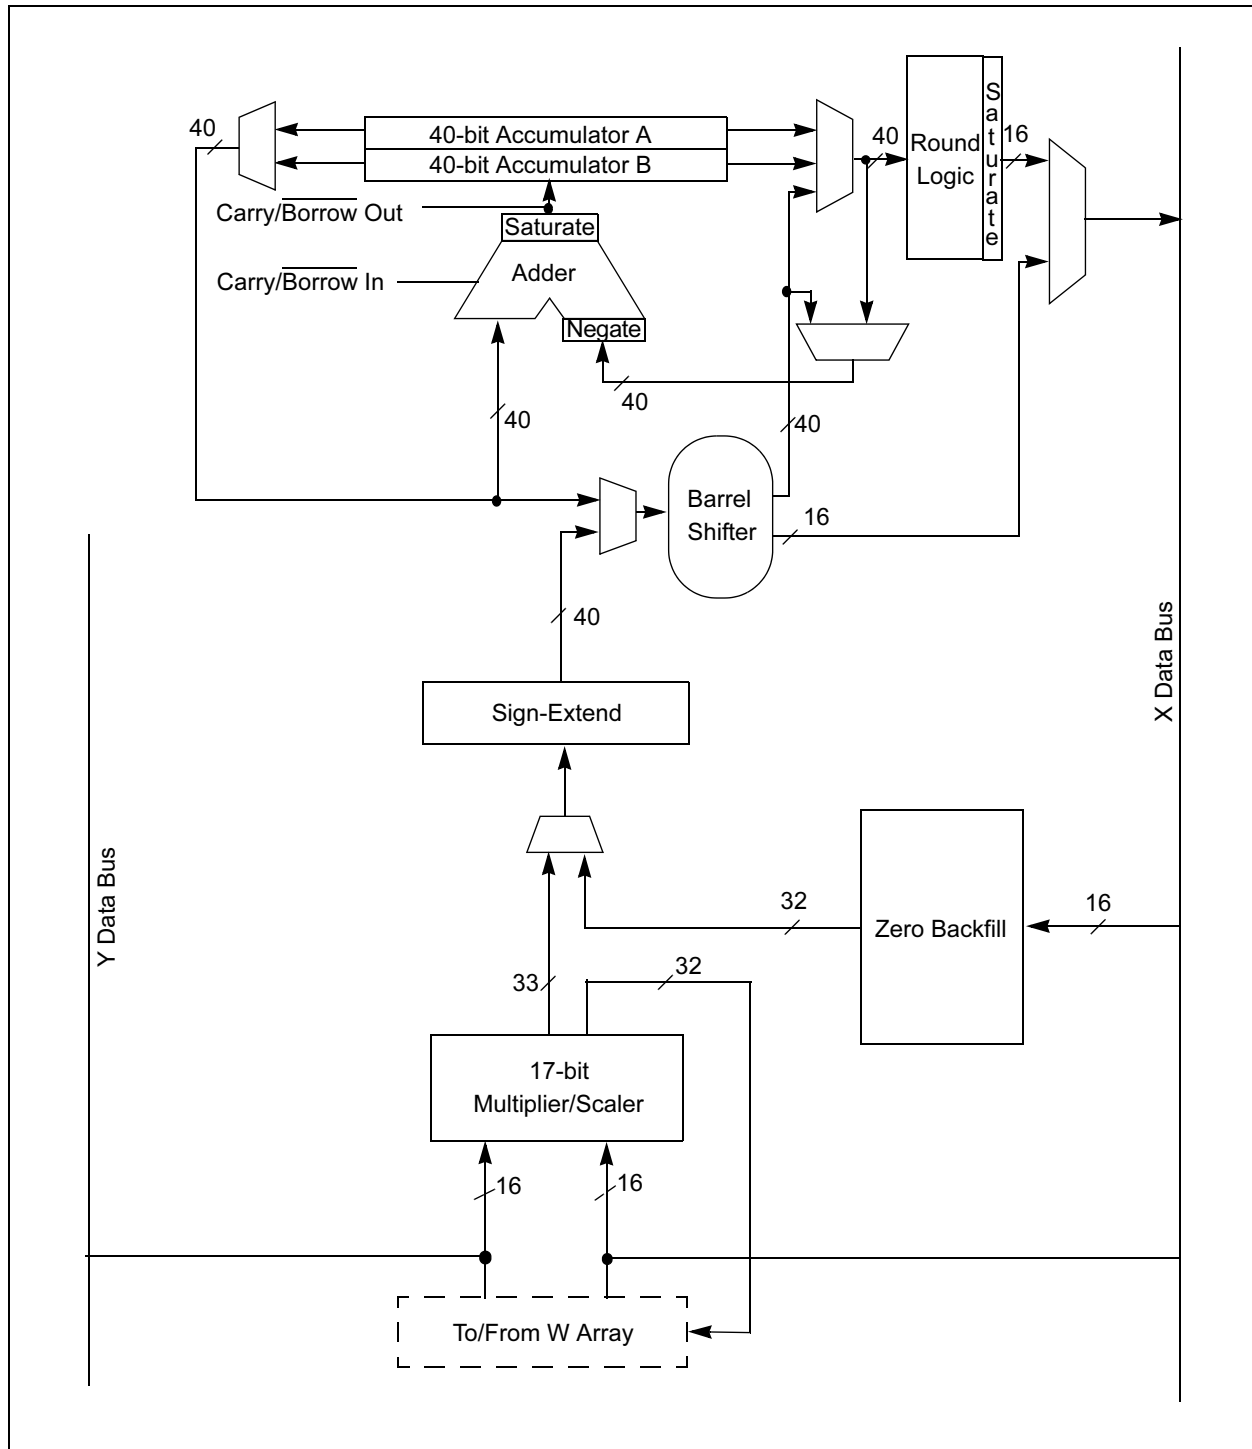 40
40-bit Accumulator A
40-bit Accumulator B
40
Round
Logic
Saturate
16
Carry/Borrow Out
Saturate
Carry/Borrow In
Adder
Negate
40
40
40
Barrel
Shifter
16
40
X Data Bus
Sign-Extend
Y Data Bus
32
Zero Backfill
16
33
32
17-bit
Multiplier/Scaler
16
16
To/From W Array